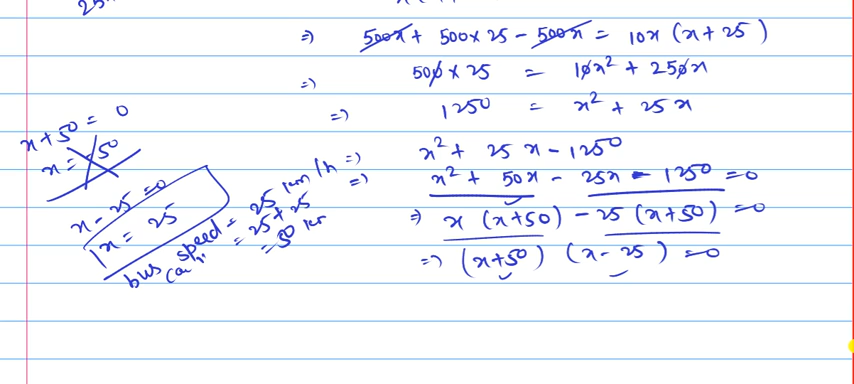 25
⇒ 500x + 500 × 25 - 500x = 10x (x + 25)
⇒ 500 × 25 = 10x² + 250x
⇒ 1250 = x² + 25x
⇒ x² + 25x - 1250
⇒ x² + 50x - 25x - 1250 = 0
⇒ x (x+50) - 25 (x+50) = 0
⇒ (x+50) (x-25) = 0
x + 50 = 0
x = -50
x - 25 = 0
x = 25
bus speed = 25 km/h
car " = 25 + 25
= 50 km